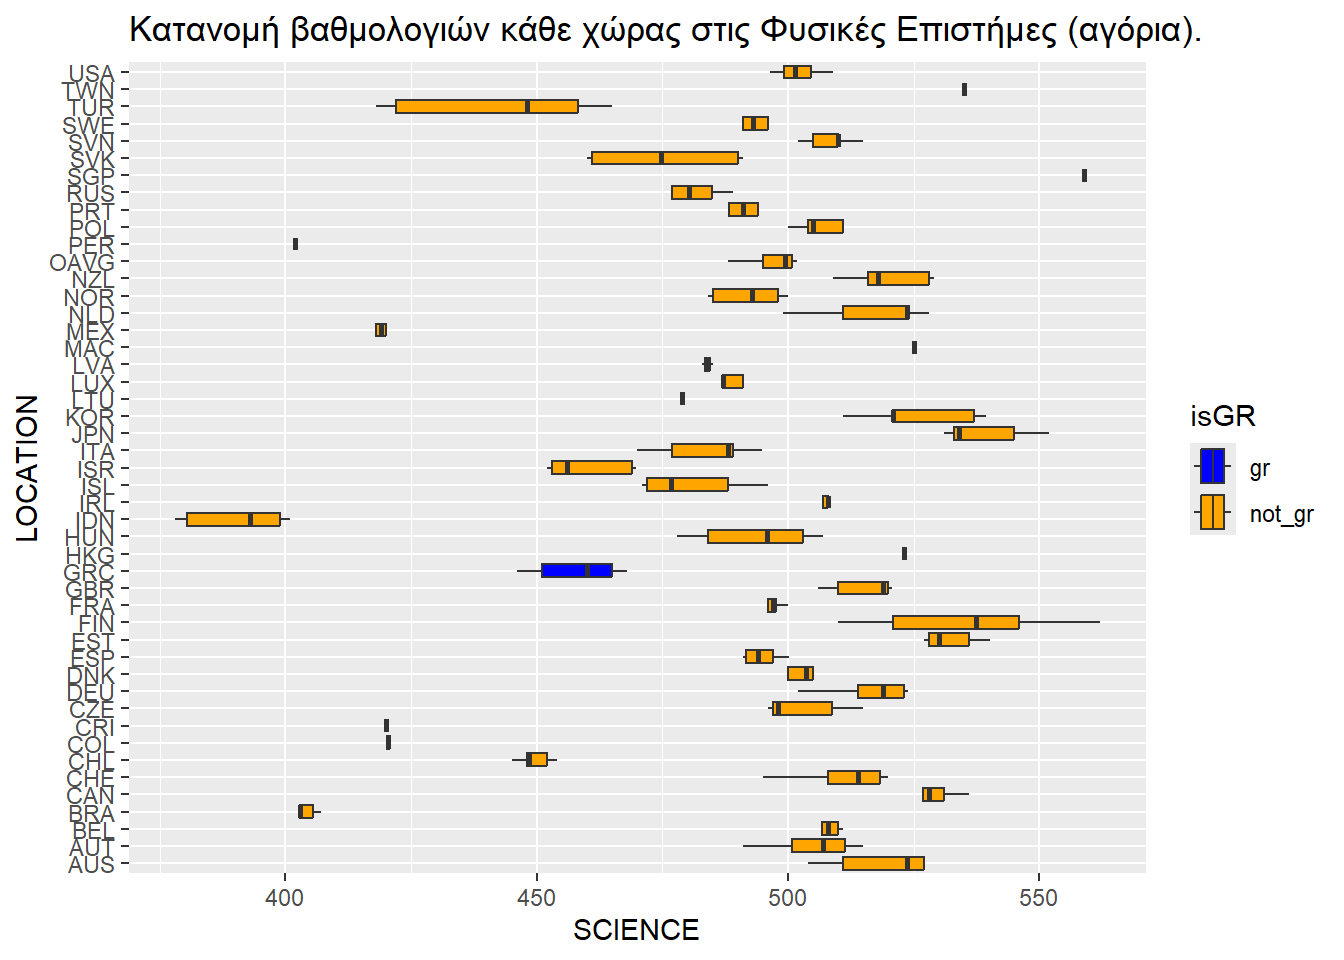 Κατανομή βαθμολογιών κάθε χώρας στις Φυσικές Επιστήμες (αγόρια).
USA
TWN
TUR
SWE
SVN
SVK
SGP
RUS
PRT
POL
PER
OAVG
NZL
NOR
NLD
MEX
MAC
LVA
LUX
LTU
KOR
JPN
ITA
ISR
ISL
IRL
IDN
HUN
HKG
GRC
GBR
FRA
FIN
EST
ESP
DNK
DEU
CZE
CRI
COL
CHL
CHE
CAN
BRA
BEL
AUT
AUS
LOCATION
400 450 500 550
SCIENCE
isGR
gr
not_gr